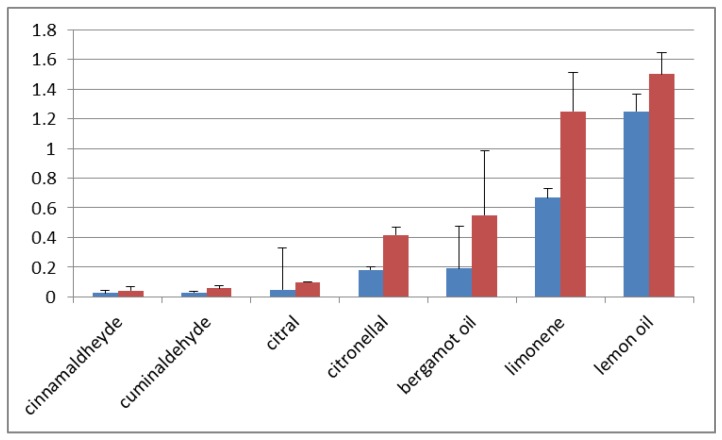 1.8
1.6
1.4
1.2
1
0.8
0.6
0.4
0.2
0
cinnamaldheyde
cuminaldehyde
citral
citronellal
bergamot oil
limonene
lemon oil